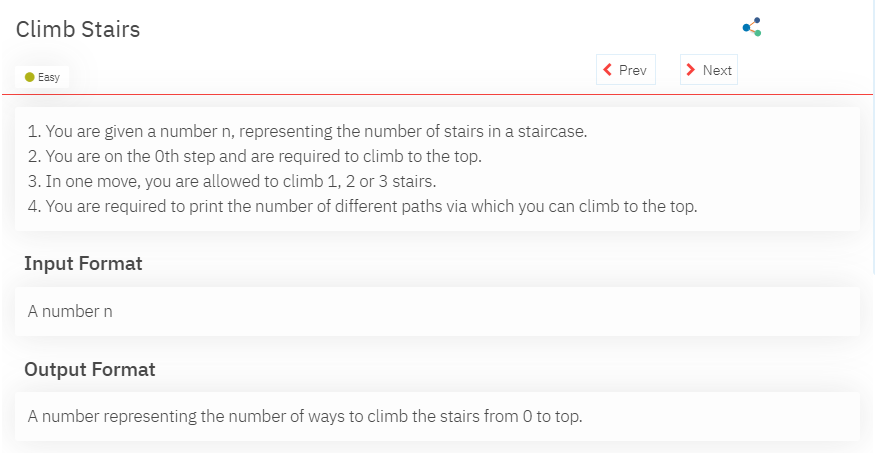 Climb Stairs
Easy
Prev
Next
1. You are given a number n, representing the number of stairs in a staircase.
2. You are on the 0th step and are required to climb to the top.
3. In one move, you are allowed to climb 1, 2 or 3 stairs.
4. You are required to print the number of different paths via which you can climb to the top.
Input Format
A number n
Output Format
A number representing the number of ways to climb the stairs from 0 to top.